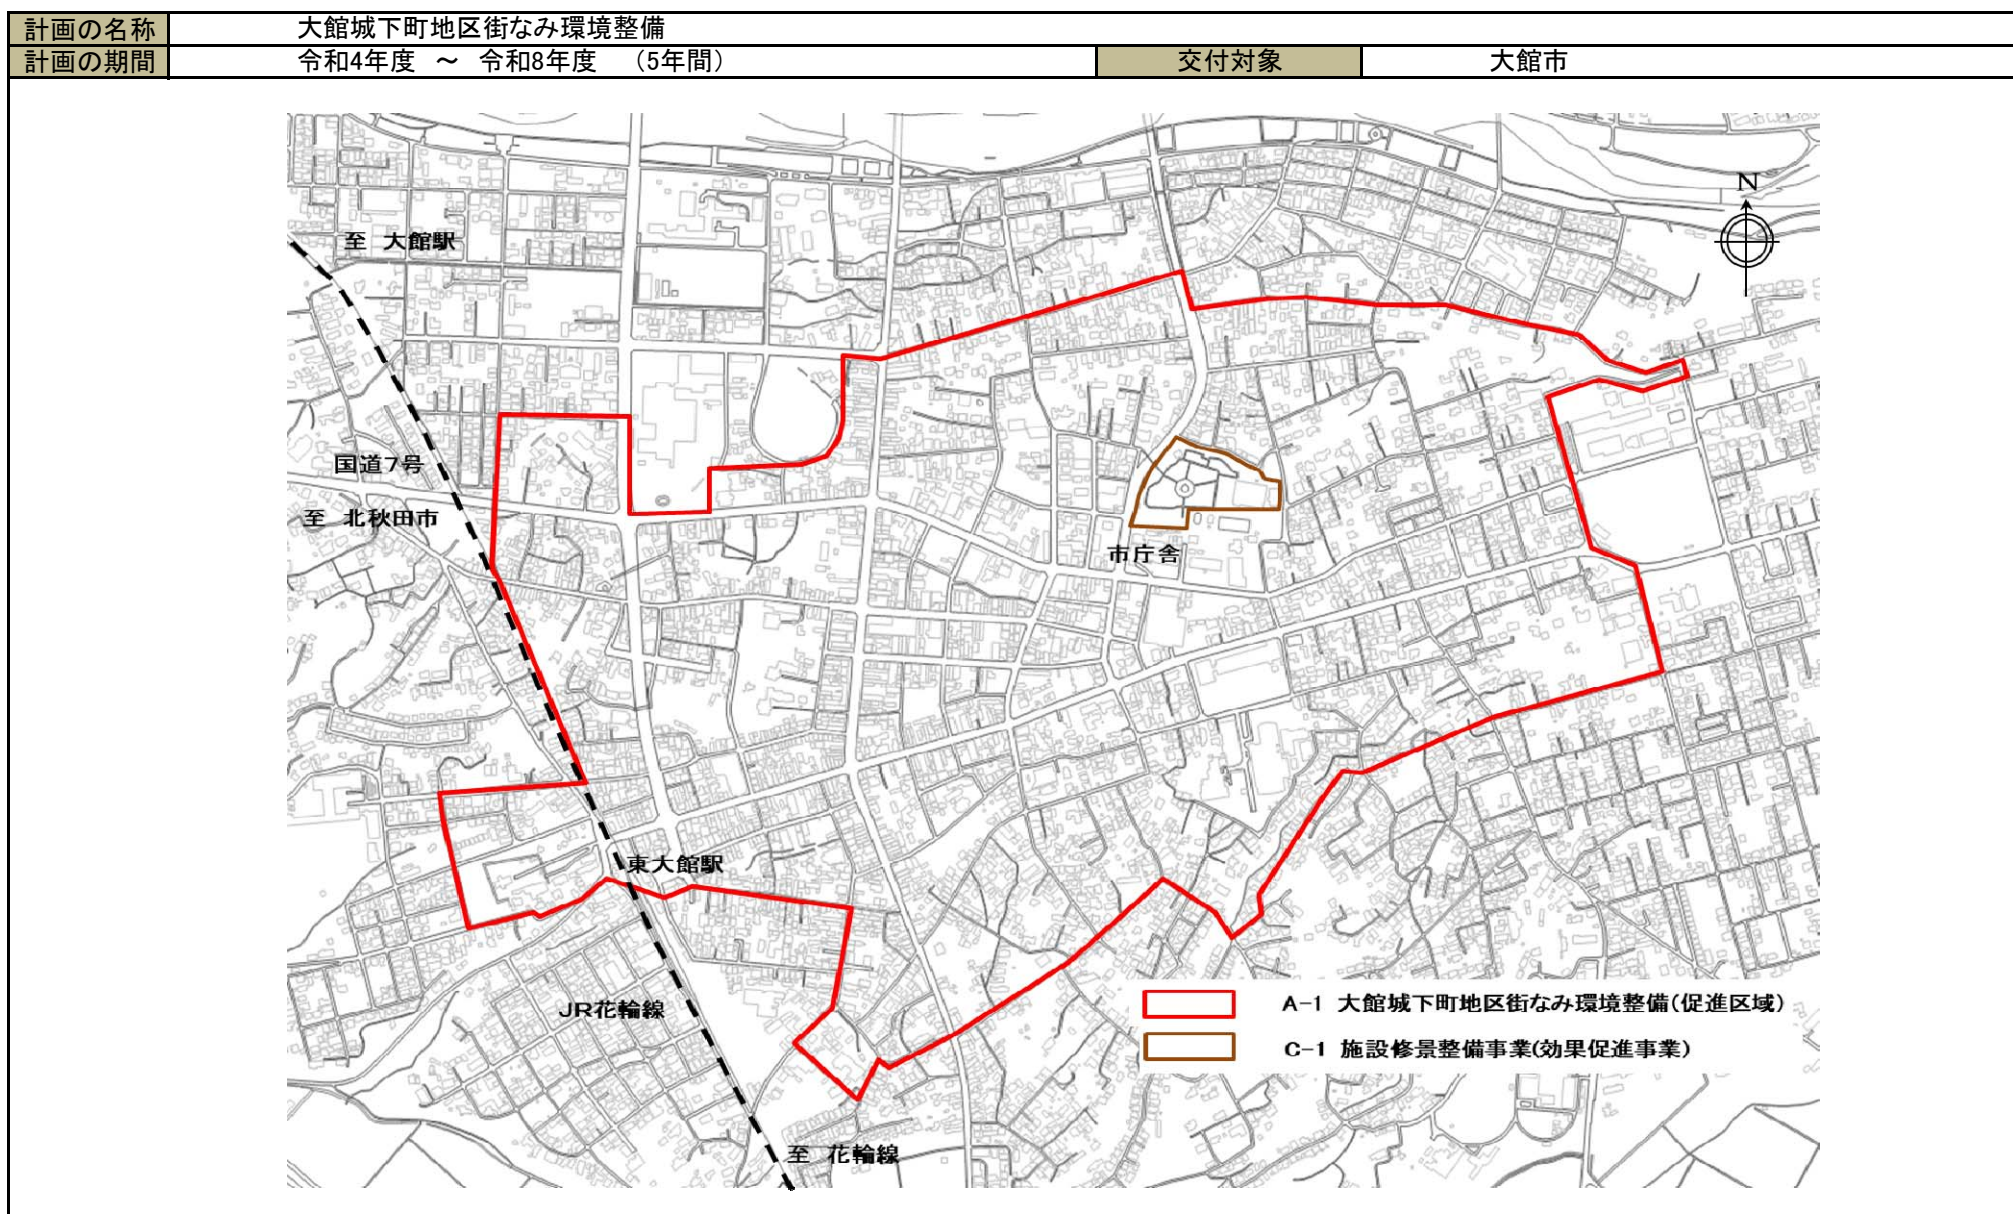 計画の名称 大館城下町地区街なみ環境整備
計画の期間 令和4年度 ～ 令和8年度 （5年間） 交付対象 大館市
N
至 大館駅
国道7号
至 北秋田市
市庁舎
東大館駅
JR花輪線
A-1 大館城下町地区街なみ環境整備(促進区域)
C-1 施設修景整備事業(効果促進事業)
至 花輪線